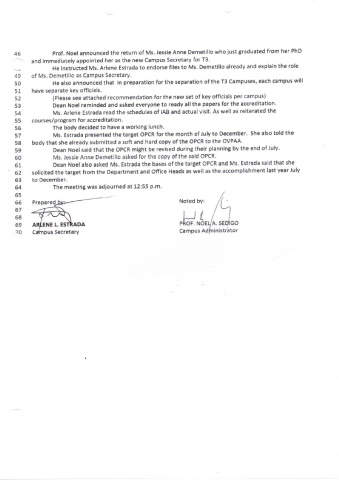 46 Prof. Noel announced the return of Ms. Jessie Anne Demetillo who just graduated from her PhD
47 and immediately appointed her as the new Campus Secretary for T3.
48 He instructed Ms. Arlene Estrada to endorse files to Ms. Demetillo already and explain the role
49 of Ms. Demetillo as Campus Secretary.
50 He also announced that in preparation for the separation of the T3 Campuses, each campus will
51 have separate key officials.
52 (Please see attached recommendation for the new set of key officials per campus)
53 Dean Noel reminded and asked everyone to ready all the papers for the accreditation.
54 Ms. Arlene Estrada read the schedules of IAB and actual visit. As well as reiterated the
55 courses/program for accreditation.
56 The body decided to have a working lunch.
57 Ms. Estrada presented the target OPCR for the month of July to December. She also told the
58 body that she already submitted a soft and hard copy of the OPCR to the OVPAA.
59 Dean Noel said that the OPCR might be revised during their planning by the end of July.
60 Ms. Jessie Anne Demetillo asked for the copy of the said OPCR.
61 Dean Noel also asked Ms. Estrada the bases of the target OPCR and Ms. Estrada said that she
62 solicited the target from the Department and Office Heads as well as the accomplishment last year July
63 to December.
64 The meeting was adjourned at 12:55 p.m.
65
66 Prepared by: Noted by:
67
68
69 ARLENE L. ESTRADA PROF. NOEL A. SEDIGO
70 Campus Secretary Campus Administrator